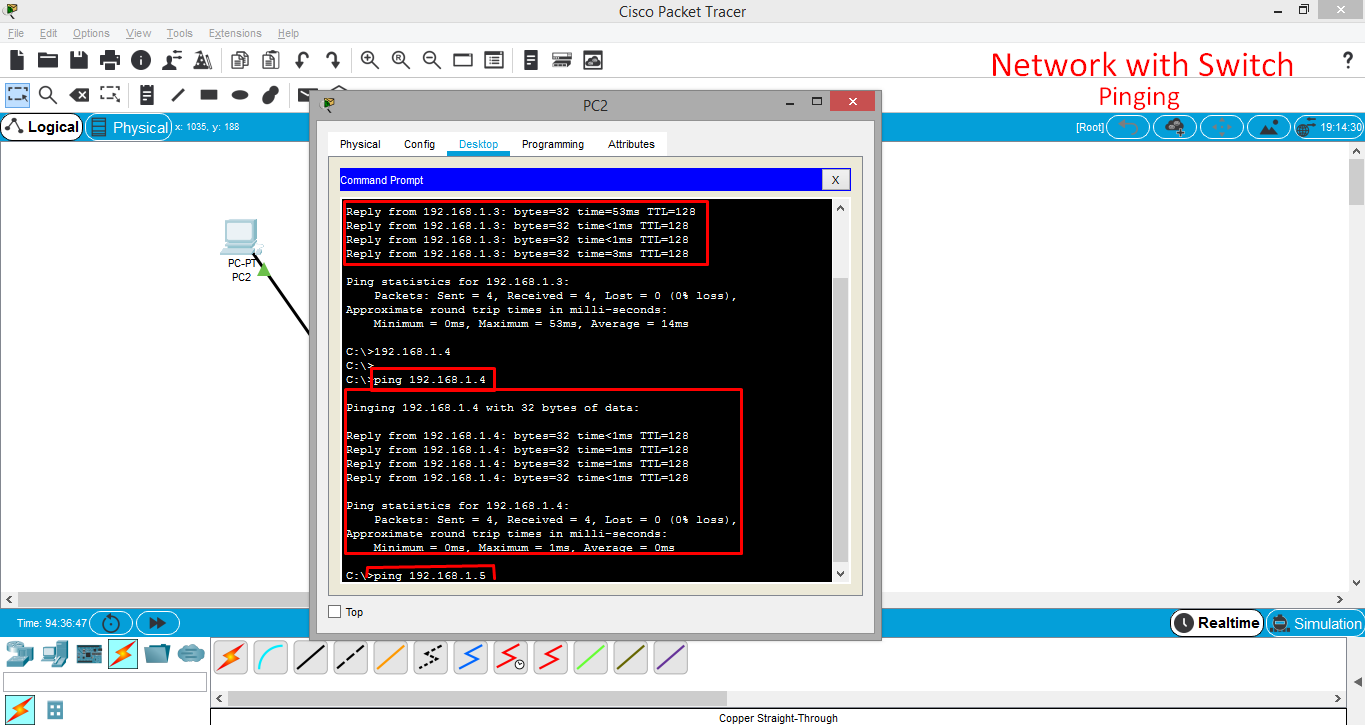 Cisco Packet Tracer
File Edit Options View Tools Extensions Help
Network with Switch
Pinging
Logical Physical x: 1035, y: 188
[Root] 19:14:30
PC2
Physical Config Desktop Programming Attributes
Command Prompt X
Reply from 192.168.1.3: bytes=32 time=53ms TTL=128
Reply from 192.168.1.3: bytes=32 time<1ms TTL=128
Reply from 192.168.1.3: bytes=32 time<1ms TTL=128
Reply from 192.168.1.3: bytes=32 time=3ms TTL=128
Ping statistics for 192.168.1.3:
Packets: Sent = 4, Received = 4, Lost = 0 (0% loss),
Approximate round trip times in milli-seconds:
Minimum = 0ms, Maximum = 53ms, Average = 14ms
C:\>192.168.1.4
C:\>
C:\>ping 192.168.1.4
Pinging 192.168.1.4 with 32 bytes of data:
Reply from 192.168.1.4: bytes=32 time<1ms TTL=128
Reply from 192.168.1.4: bytes=32 time=1ms TTL=128
Reply from 192.168.1.4: bytes=32 time<1ms TTL=128
Reply from 192.168.1.4: bytes=32 time<1ms TTL=128
Ping statistics for 192.168.1.4:
Packets: Sent = 4, Received = 4, Lost = 0 (0% loss),
Approximate round trip times in milli-seconds:
Minimum = 0ms, Maximum = 1ms, Average = 0ms
C:\>ping 192.168.1.5
Top
PC-PT
PC2
Time: 94:36:47
Realtime Simulation
Copper Straight-Through